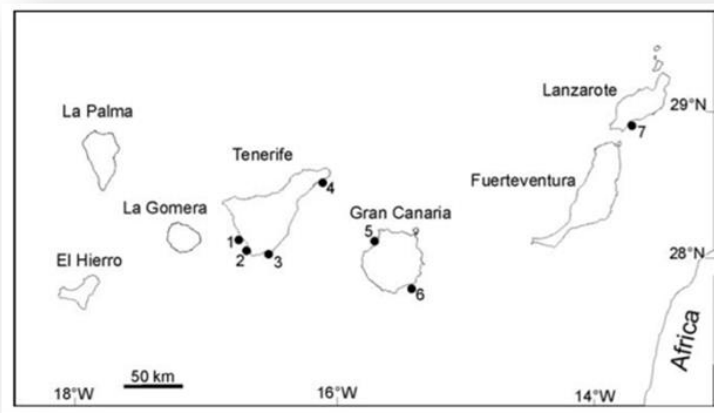 Lanzarote
29°N
7
La Palma
Tenerife
4
Fuerteventura
La Gomera
Gran Canaria
1
5
2
3
28°N
El Hierro
6
Africa
50 km
18°W
16°W
14°W